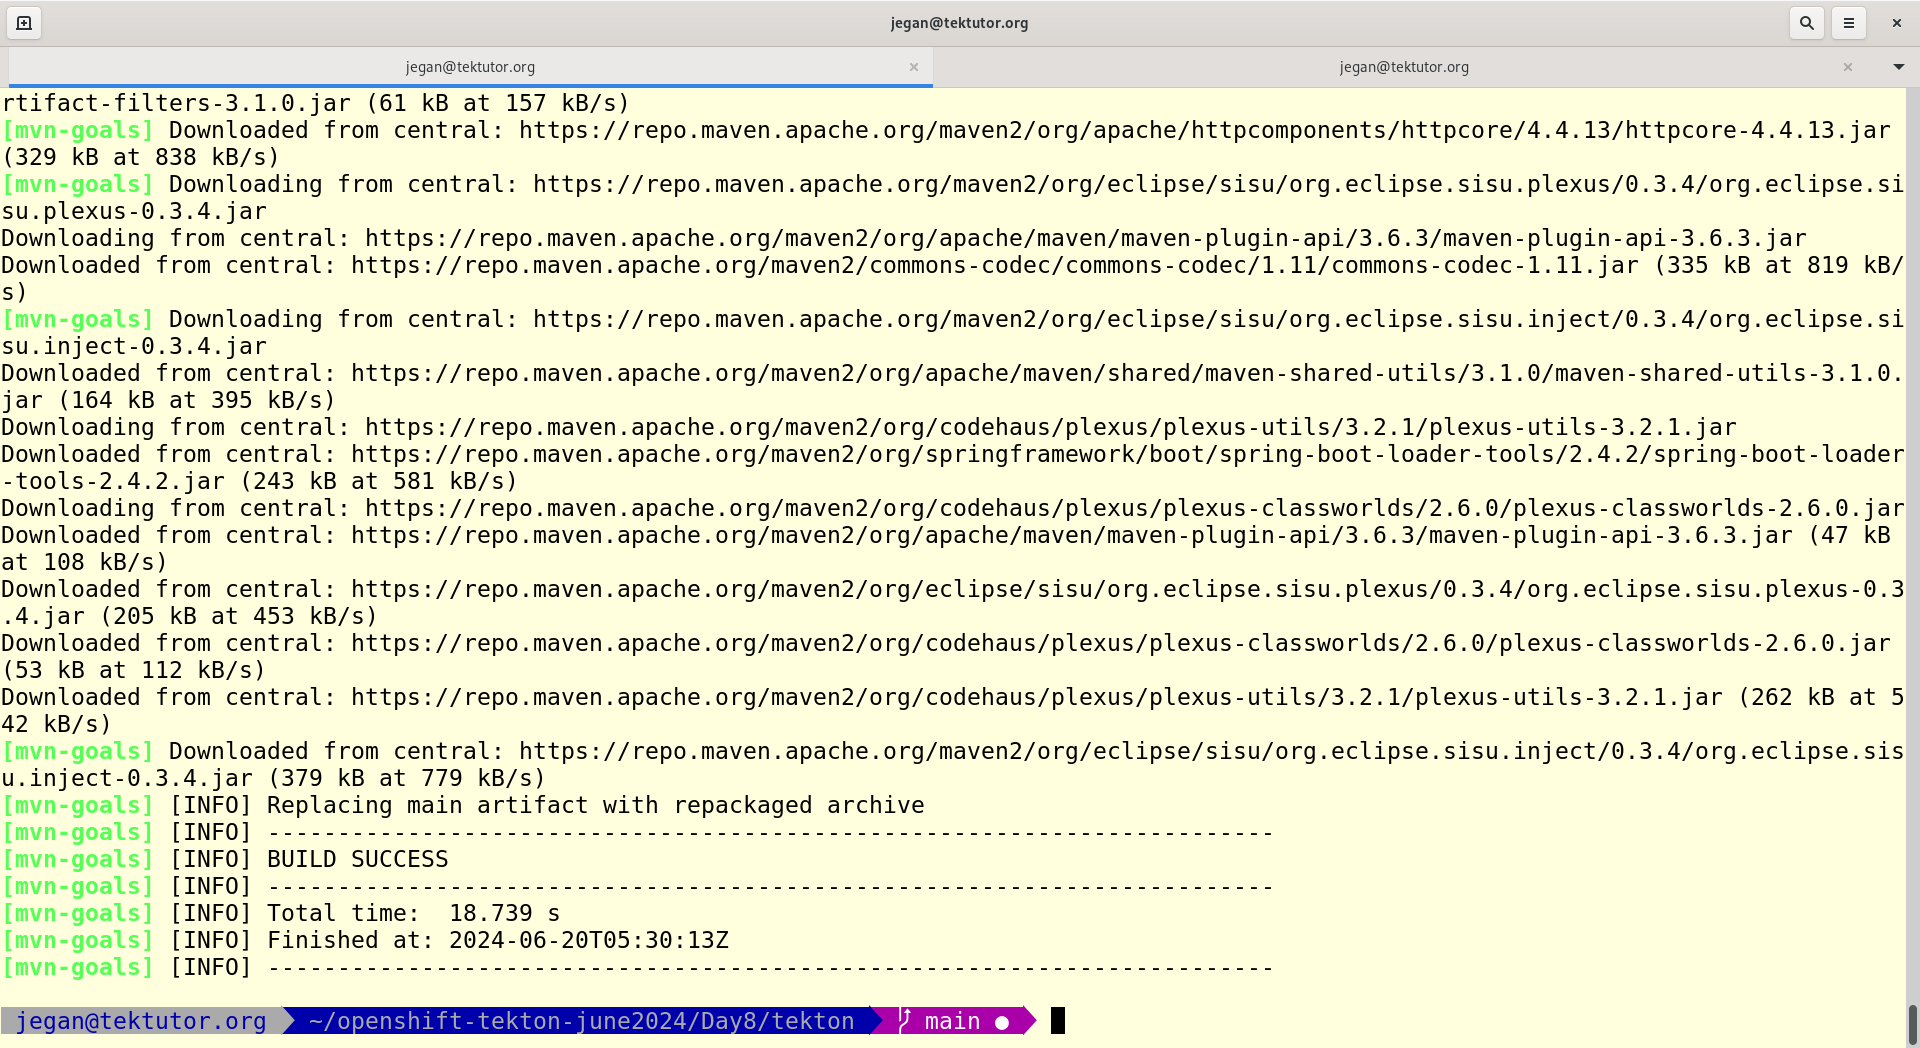 jegan@tektutor.org
jegan@tektutor.org
jegan@tektutor.org
rtifact-filters-3.1.0.jar (61 kB at 157 kB/s)
[mvn-goals] Downloaded from central: https://repo.maven.apache.org/maven2/org/apache/httpcomponents/httpcore/4.4.13/httpcore-4.4.13.jar
(329 kB at 838 kB/s)
[mvn-goals] Downloading from central: https://repo.maven.apache.org/maven2/org/eclipse/sisu/org.eclipse.sisu.plexus/0.3.4/org.eclipse.si
su.plexus-0.3.4.jar
Downloading from central: https://repo.maven.apache.org/maven2/org/apache/maven/maven-plugin-api/3.6.3/maven-plugin-api-3.6.3.jar
Downloaded from central: https://repo.maven.apache.org/maven2/commons-codec/commons-codec/1.11/commons-codec-1.11.jar (335 kB at 819 kB/
s)
[mvn-goals] Downloading from central: https://repo.maven.apache.org/maven2/org/eclipse/sisu/org.eclipse.sisu.inject/0.3.4/org.eclipse.si
su.inject-0.3.4.jar
Downloaded from central: https://repo.maven.apache.org/maven2/org/apache/maven/shared/maven-shared-utils/3.1.0/maven-shared-utils-3.1.0.
jar (164 kB at 395 kB/s)
Downloading from central: https://repo.maven.apache.org/maven2/org/codehaus/plexus/plexus-utils/3.2.1/plexus-utils-3.2.1.jar
Downloaded from central: https://repo.maven.apache.org/maven2/org/springframework/boot/spring-boot-loader-tools/2.4.2/spring-boot-loader
-tools-2.4.2.jar (243 kB at 581 kB/s)
Downloading from central: https://repo.maven.apache.org/maven2/org/codehaus/plexus/plexus-classworlds/2.6.0/plexus-classworlds-2.6.0.jar
Downloaded from central: https://repo.maven.apache.org/maven2/org/apache/maven/maven-plugin-api/3.6.3/maven-plugin-api-3.6.3.jar (47 kB
at 108 kB/s)
Downloaded from central: https://repo.maven.apache.org/maven2/org/eclipse/sisu/org.eclipse.sisu.plexus/0.3.4/org.eclipse.sisu.plexus-0.3
.4.jar (205 kB at 453 kB/s)
Downloaded from central: https://repo.maven.apache.org/maven2/org/codehaus/plexus/plexus-classworlds/2.6.0/plexus-classworlds-2.6.0.jar
(53 kB at 112 kB/s)
Downloaded from central: https://repo.maven.apache.org/maven2/org/codehaus/plexus/plexus-utils/3.2.1/plexus-utils-3.2.1.jar (262 kB at 5
42 kB/s)
[mvn-goals] Downloaded from central: https://repo.maven.apache.org/maven2/org/eclipse/sisu/org.eclipse.sisu.inject/0.3.4/org.eclipse.sis
u.inject-0.3.4.jar (379 kB at 779 kB/s)
[mvn-goals] [INFO] Replacing main artifact with repackaged archive
[mvn-goals] [INFO] ------------------------------------------------------------------------
[mvn-goals] [INFO] BUILD SUCCESS
[mvn-goals] [INFO] ------------------------------------------------------------------------
[mvn-goals] [INFO] Total time:  18.739 s
[mvn-goals] [INFO] Finished at: 2024-06-20T05:30:13Z
[mvn-goals] [INFO] ------------------------------------------------------------------------
jegan@tektutor.org ~/openshift-tekton-june2024/Day8/tekton main ●